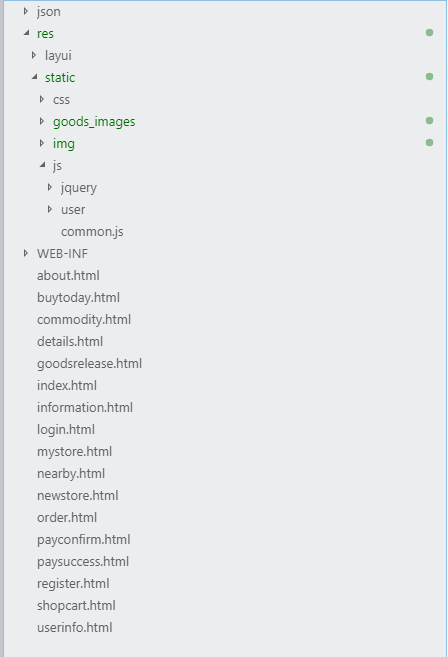 json
res
layui
static
css
goods_images
img
js
jquery
user
common.js
WEB-INF
about.html
buytoday.html
commodity.html
details.html
goodsrelease.html
index.html
information.html
login.html
mystore.html
nearby.html
newstore.html
order.html
payconfirm.html
paysuccess.html
register.html
shopcart.html
userinfo.html